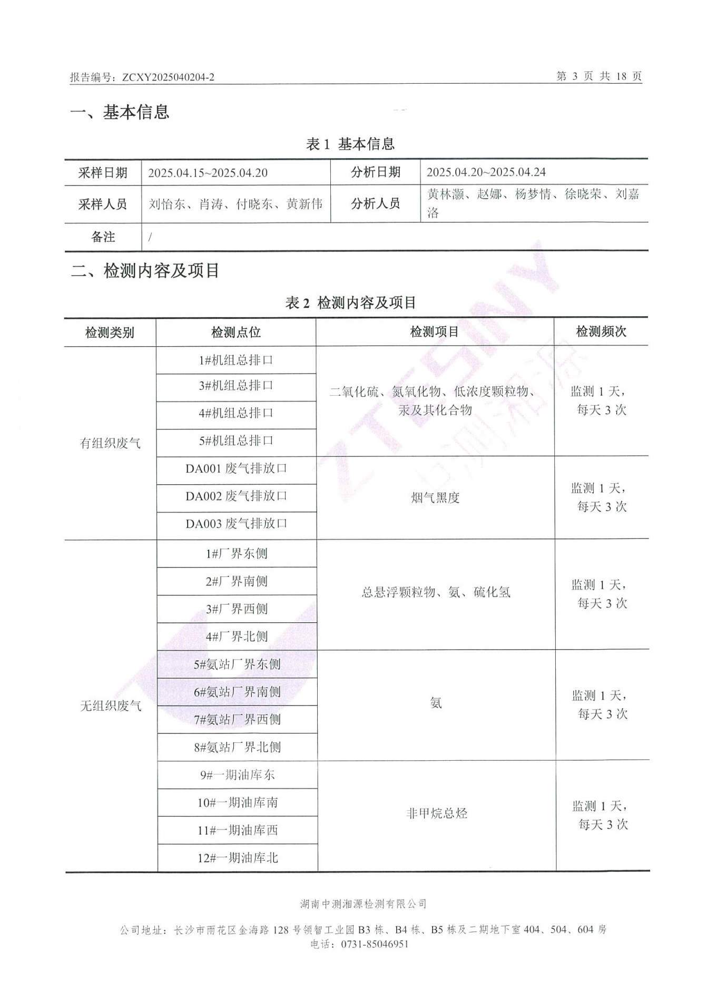 报告编号：ZCXY2025040204-2
第 3 页 共 18 页
一、基本信息
表 1 基本信息
采样日期 2025.04.15~2025.04.20 分析日期 2025.04.20~2025.04.24
采样人员 刘怡东、肖涛、付晓东、黄新伟 分析人员 黄林灏、赵娜、杨梦情、徐晓荣、刘嘉
洛
备注 /
二、检测内容及项目
表 2 检测内容及项目
检测类别 检测点位 检测项目 检测频次
有组织废气
1#机组总排口
3#机组总排口
4#机组总排口
5#机组总排口
二氧化硫、氮氧化物、低浓度颗粒物、
汞及其化合物
监测 1 天，
每天 3 次
DA001 废气排放口
DA002 废气排放口
DA003 废气排放口
烟气黑度
监测 1 天，
每天 3 次
无组织废气
1#厂界东侧
2#厂界南侧
3#厂界西侧
4#厂界北侧
总悬浮颗粒物、氨、硫化氢
监测 1 天，
每天 3 次
5#氨站厂界东侧
6#氨站厂界南侧
7#氨站厂界西侧
8#氨站厂界北侧
氨
监测 1 天，
每天 3 次
9#一期油库东
10#一期油库南
11#一期油库西
12#一期油库北
非甲烷总烃
监测 1 天，
每天 3 次
ZTESINY
中测湘源
湖南中测湘源检测有限公司
公司地址：长沙市雨花区金海路 128 号领智工业园 B3 栋、B4 栋、B5 栋及二期地下室 404、504、604 房
电话：0731-85046951